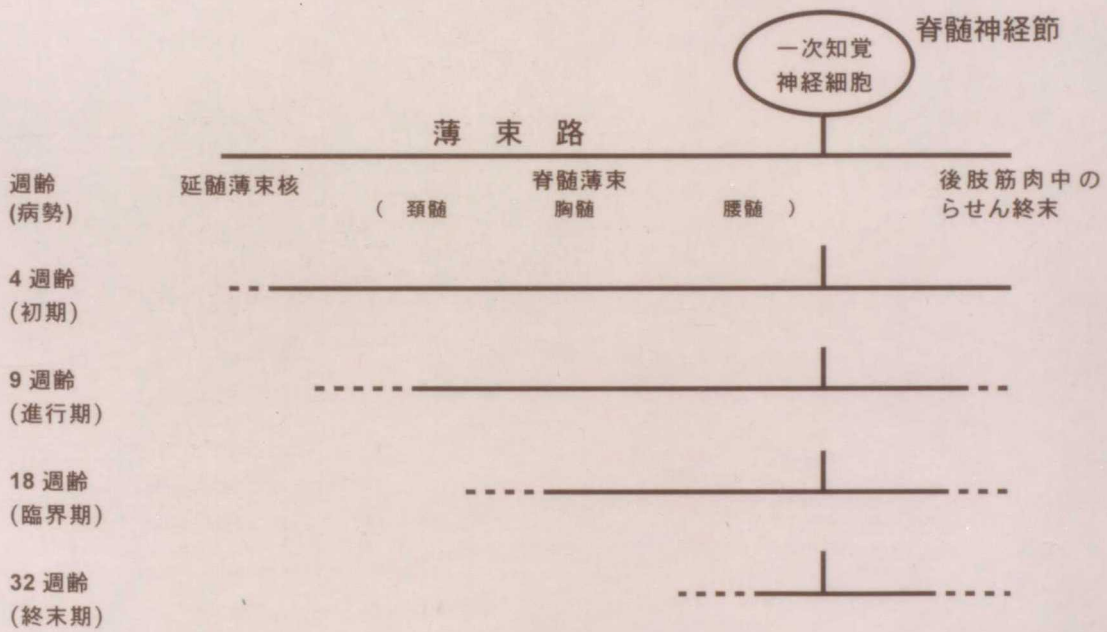 脊髄神経節
一次知覚
神経細胞
薄 束 路
週齢
(病勢)
延髄薄束核
脊髄薄束
( 頚髄 胸髄 腰髄 )
後肢筋肉中の
らせん終末
4 週齢
(初期)
9 週齢
(進行期)
18 週齢
(臨界期)
32 週齢
(終末期)